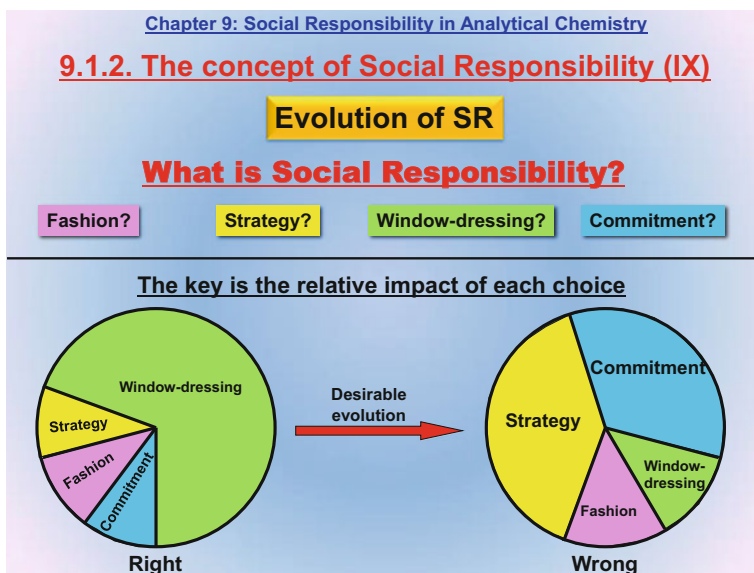 Chapter 9: Social Responsibility in Analytical Chemistry
9.1.2. The concept of Social Responsibility (IX)
Evolution of SR
What is Social Responsibility?
Fashion?
Strategy?
Window-dressing?
Commitment?
The key is the relative impact of each choice
Window-dressing
Strategy
Fashion
Commitment
Right
Desirable
evolution
Commitment
Strategy
Window-
dressing
Fashion
Wrong